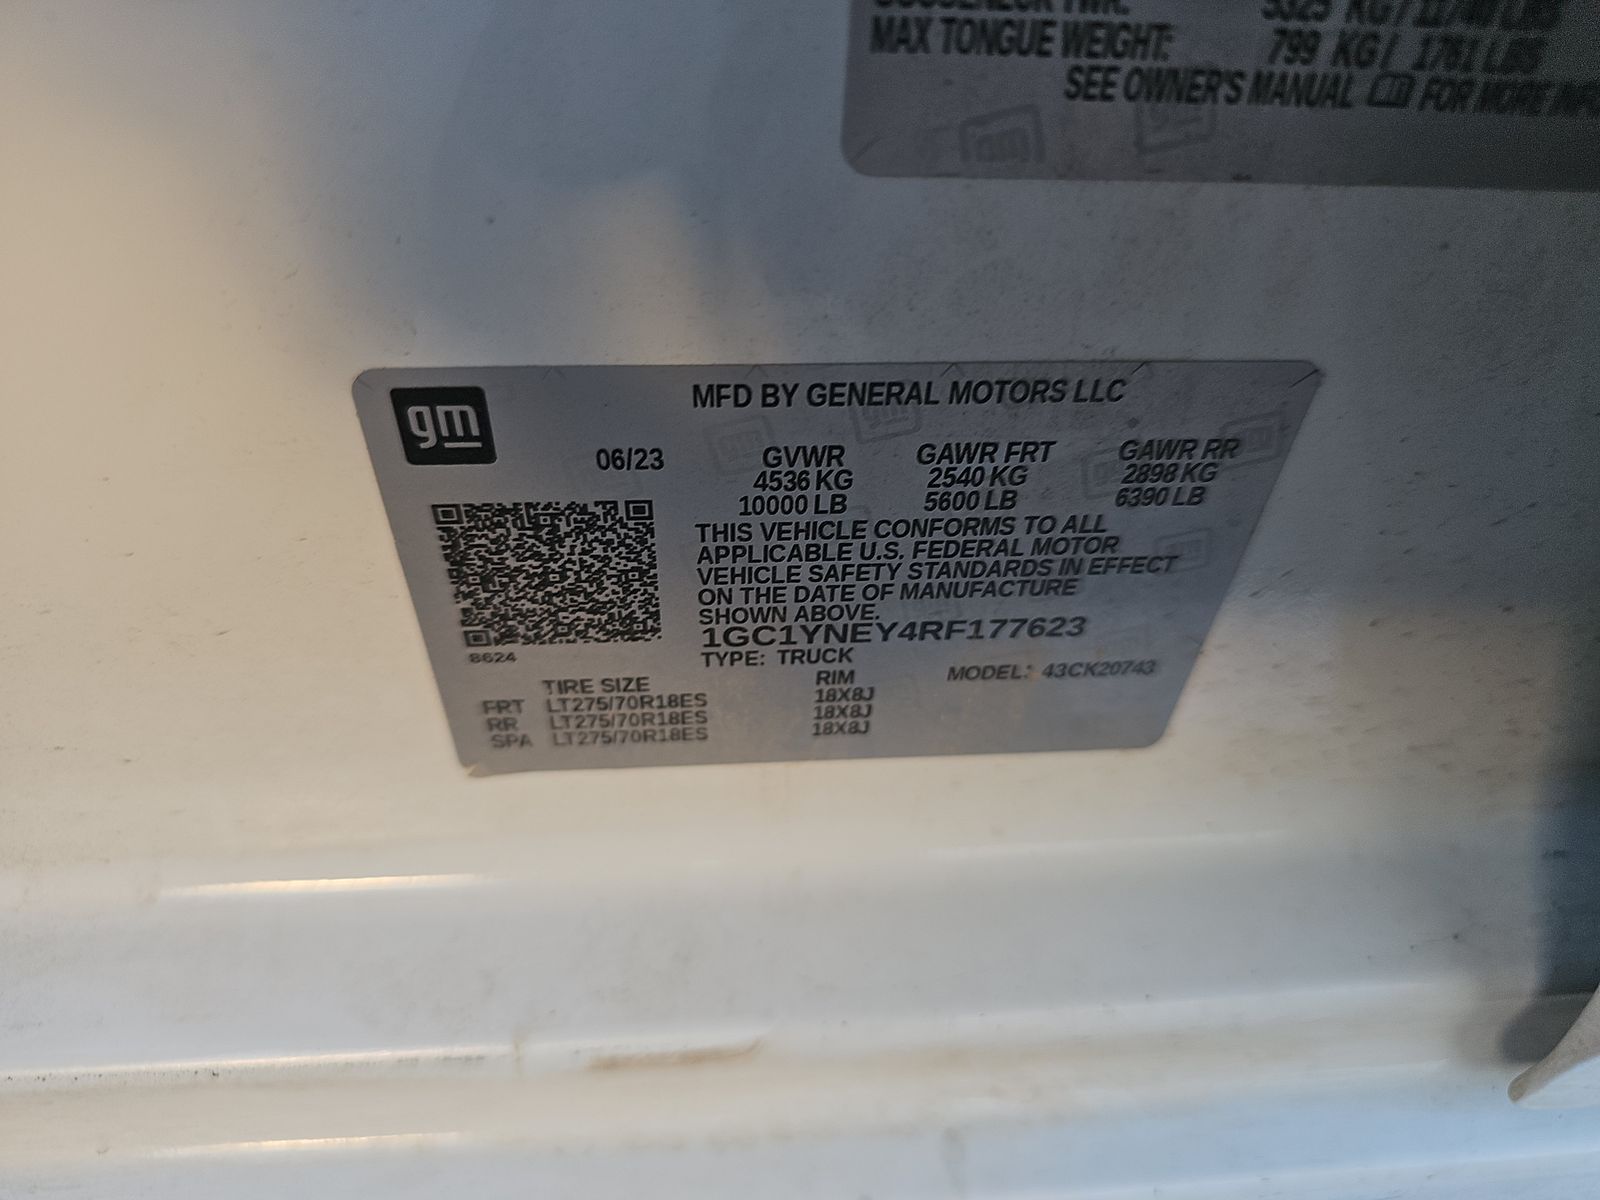 MAX TONGUE WEIGHT: 799 KG/ 1761 LBS
SEE OWNER'S MANUAL FOR MORE INFO
gm
MFD BY GENERAL MOTORS LLC
06/23 GVWR GAWR FRT GAWR RR
4536 KG 2540 KG 2898 KG
10000 LB 5600 LB 6390 LB
THIS VEHICLE CONFORMS TO ALL
APPLICABLE U.S. FEDERAL MOTOR
VEHICLE SAFETY STANDARDS IN EFFECT
ON THE DATE OF MANUFACTURE
SHOWN ABOVE.
1GC1YNEY4RF177623
8624
TYPE: TRUCK MODEL: 43CK20743
TIRE SIZE RIM
FRT LT275/70R18ES 18X8J
RR LT275/70R18ES 18X8J
SPA LT275/70R18ES 18X8J